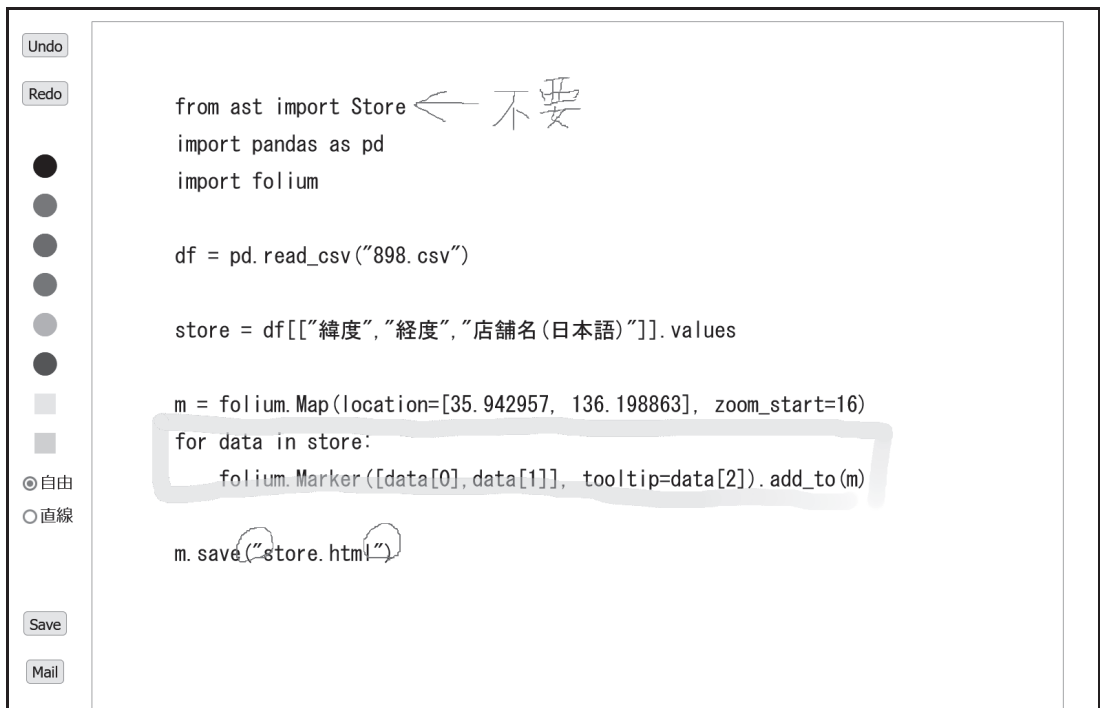 Undo
Redo
from ast import Store ← 不要
import pandas as pd
import folium
df = pd.read_csv("898.csv")
store = df[["緯度","経度","店舗名(日本語)"]].values
m = folium.Map(location=[35.942957, 136.198863], zoom_start=16)
for data in store:
folium.Marker([data[0],data[1]], tooltip=data[2]).add_to(m)
m.save("store.html")
自由
直線
Save
Mail